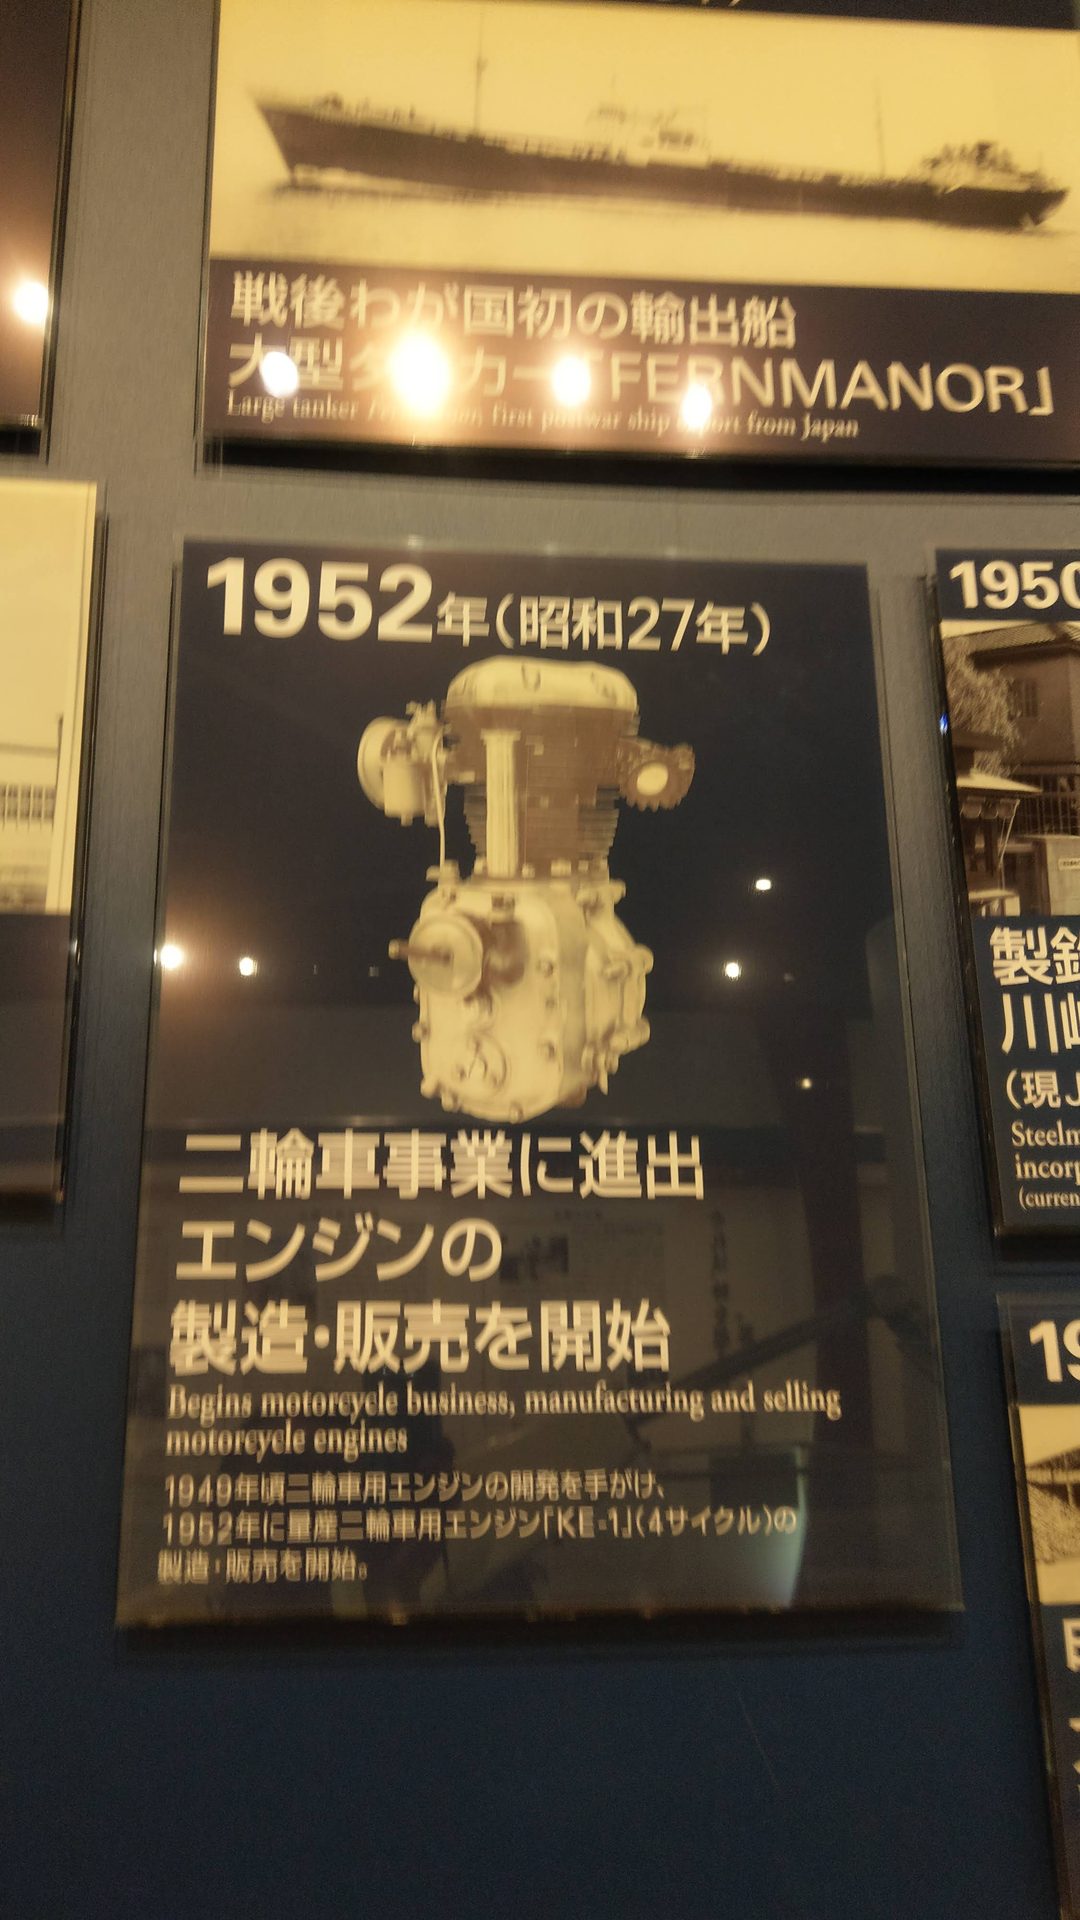 戦後わが国初の輸出船
大型タンカー「FERNMANOR」
Large tanker first postwar ship export from Japan
1952年(昭和27年)
二輪車事業に進出
エンジンの
製造・販売を開始
Begins motorcycle business, manufacturing and selling
motorcycle engines
1949年頃二輪車用エンジンの開発を手がけ、
1952年に量産二輪車用エンジン「KE-1」(4サイクル)の
製造・販売を開始。
1950
製
川
(現J
Steelm
incorp
(curren
19